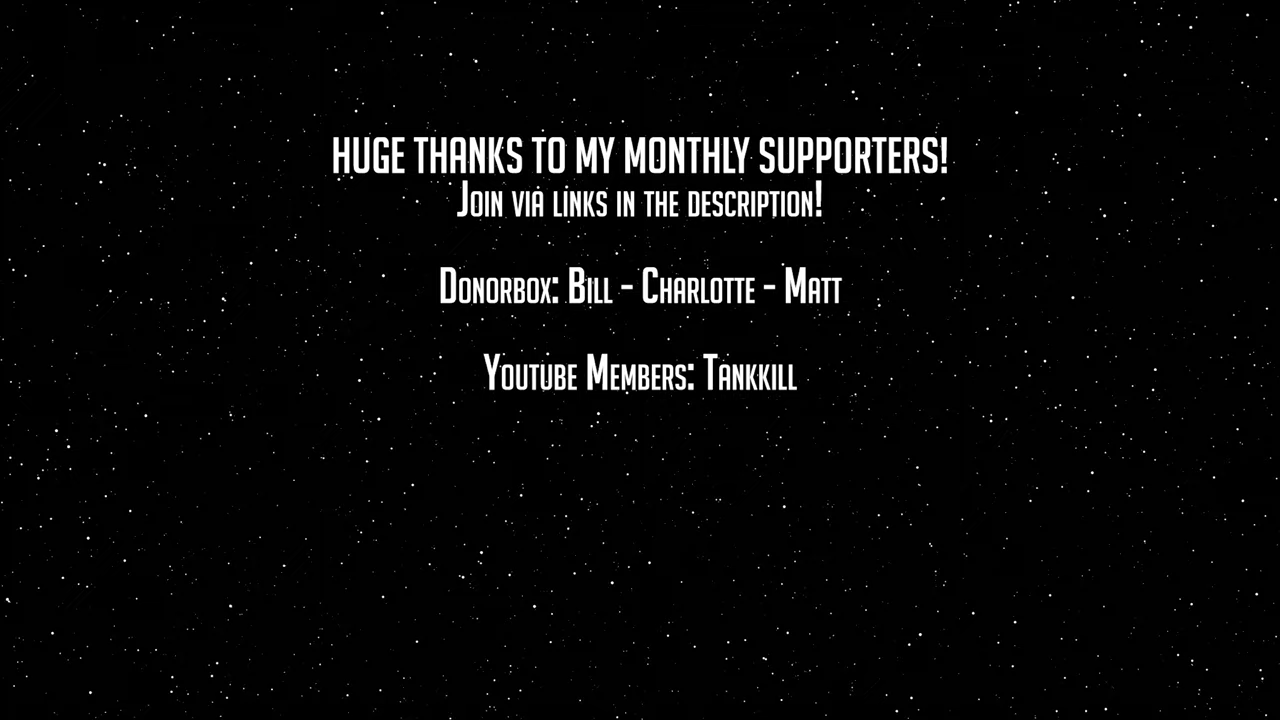 HUGE THANKS TO MY MONTHLY SUPPORTERS!
Join via links in the description!
Donorbox: Bill - Charlotte - Matt
Youtube Members: Tankkill